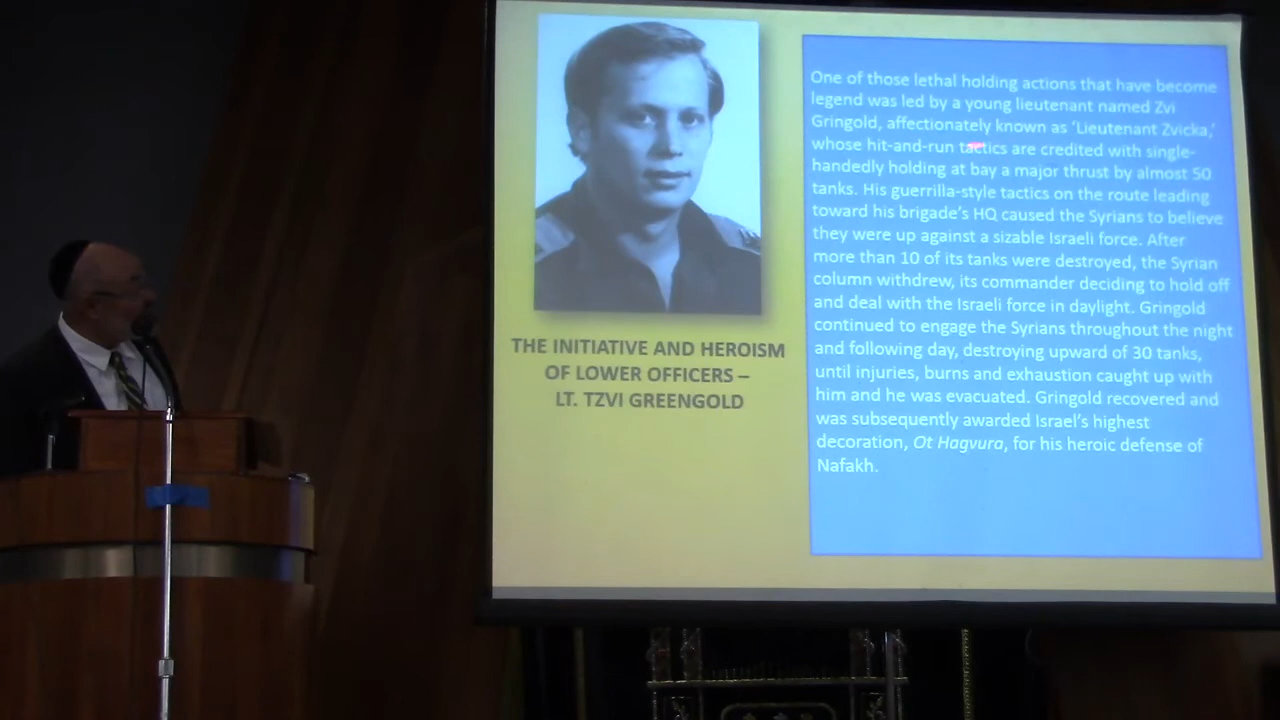 THE INITIATIVE AND HEROISM
OF LOWER OFFICERS –
LT. TZVI GREENGOLD
One of those lethal holding actions that have become
legend was led by a young lieutenant named Zvi
Gringold, affectionately known as ‘Lieutenant Zvicka,’
whose hit-and-run tactics are credited with single-
handedly holding at bay a major thrust by almost 50
tanks. His guerrilla-style tactics on the route leading
toward his brigade’s HQ caused the Syrians to believe
they were up against a sizable Israeli force. After
more than 10 of its tanks were destroyed, the Syrian
column withdrew, its commander deciding to hold off
and deal with the Israeli force in daylight. Gringold
continued to engage the Syrians throughout the night
and following day, destroying upward of 30 tanks,
until injuries, burns and exhaustion caught up with
him and he was evacuated. Gringold recovered and
was subsequently awarded Israel’s highest
decoration, Ot Hagvura, for his heroic defense of
Nafakh.